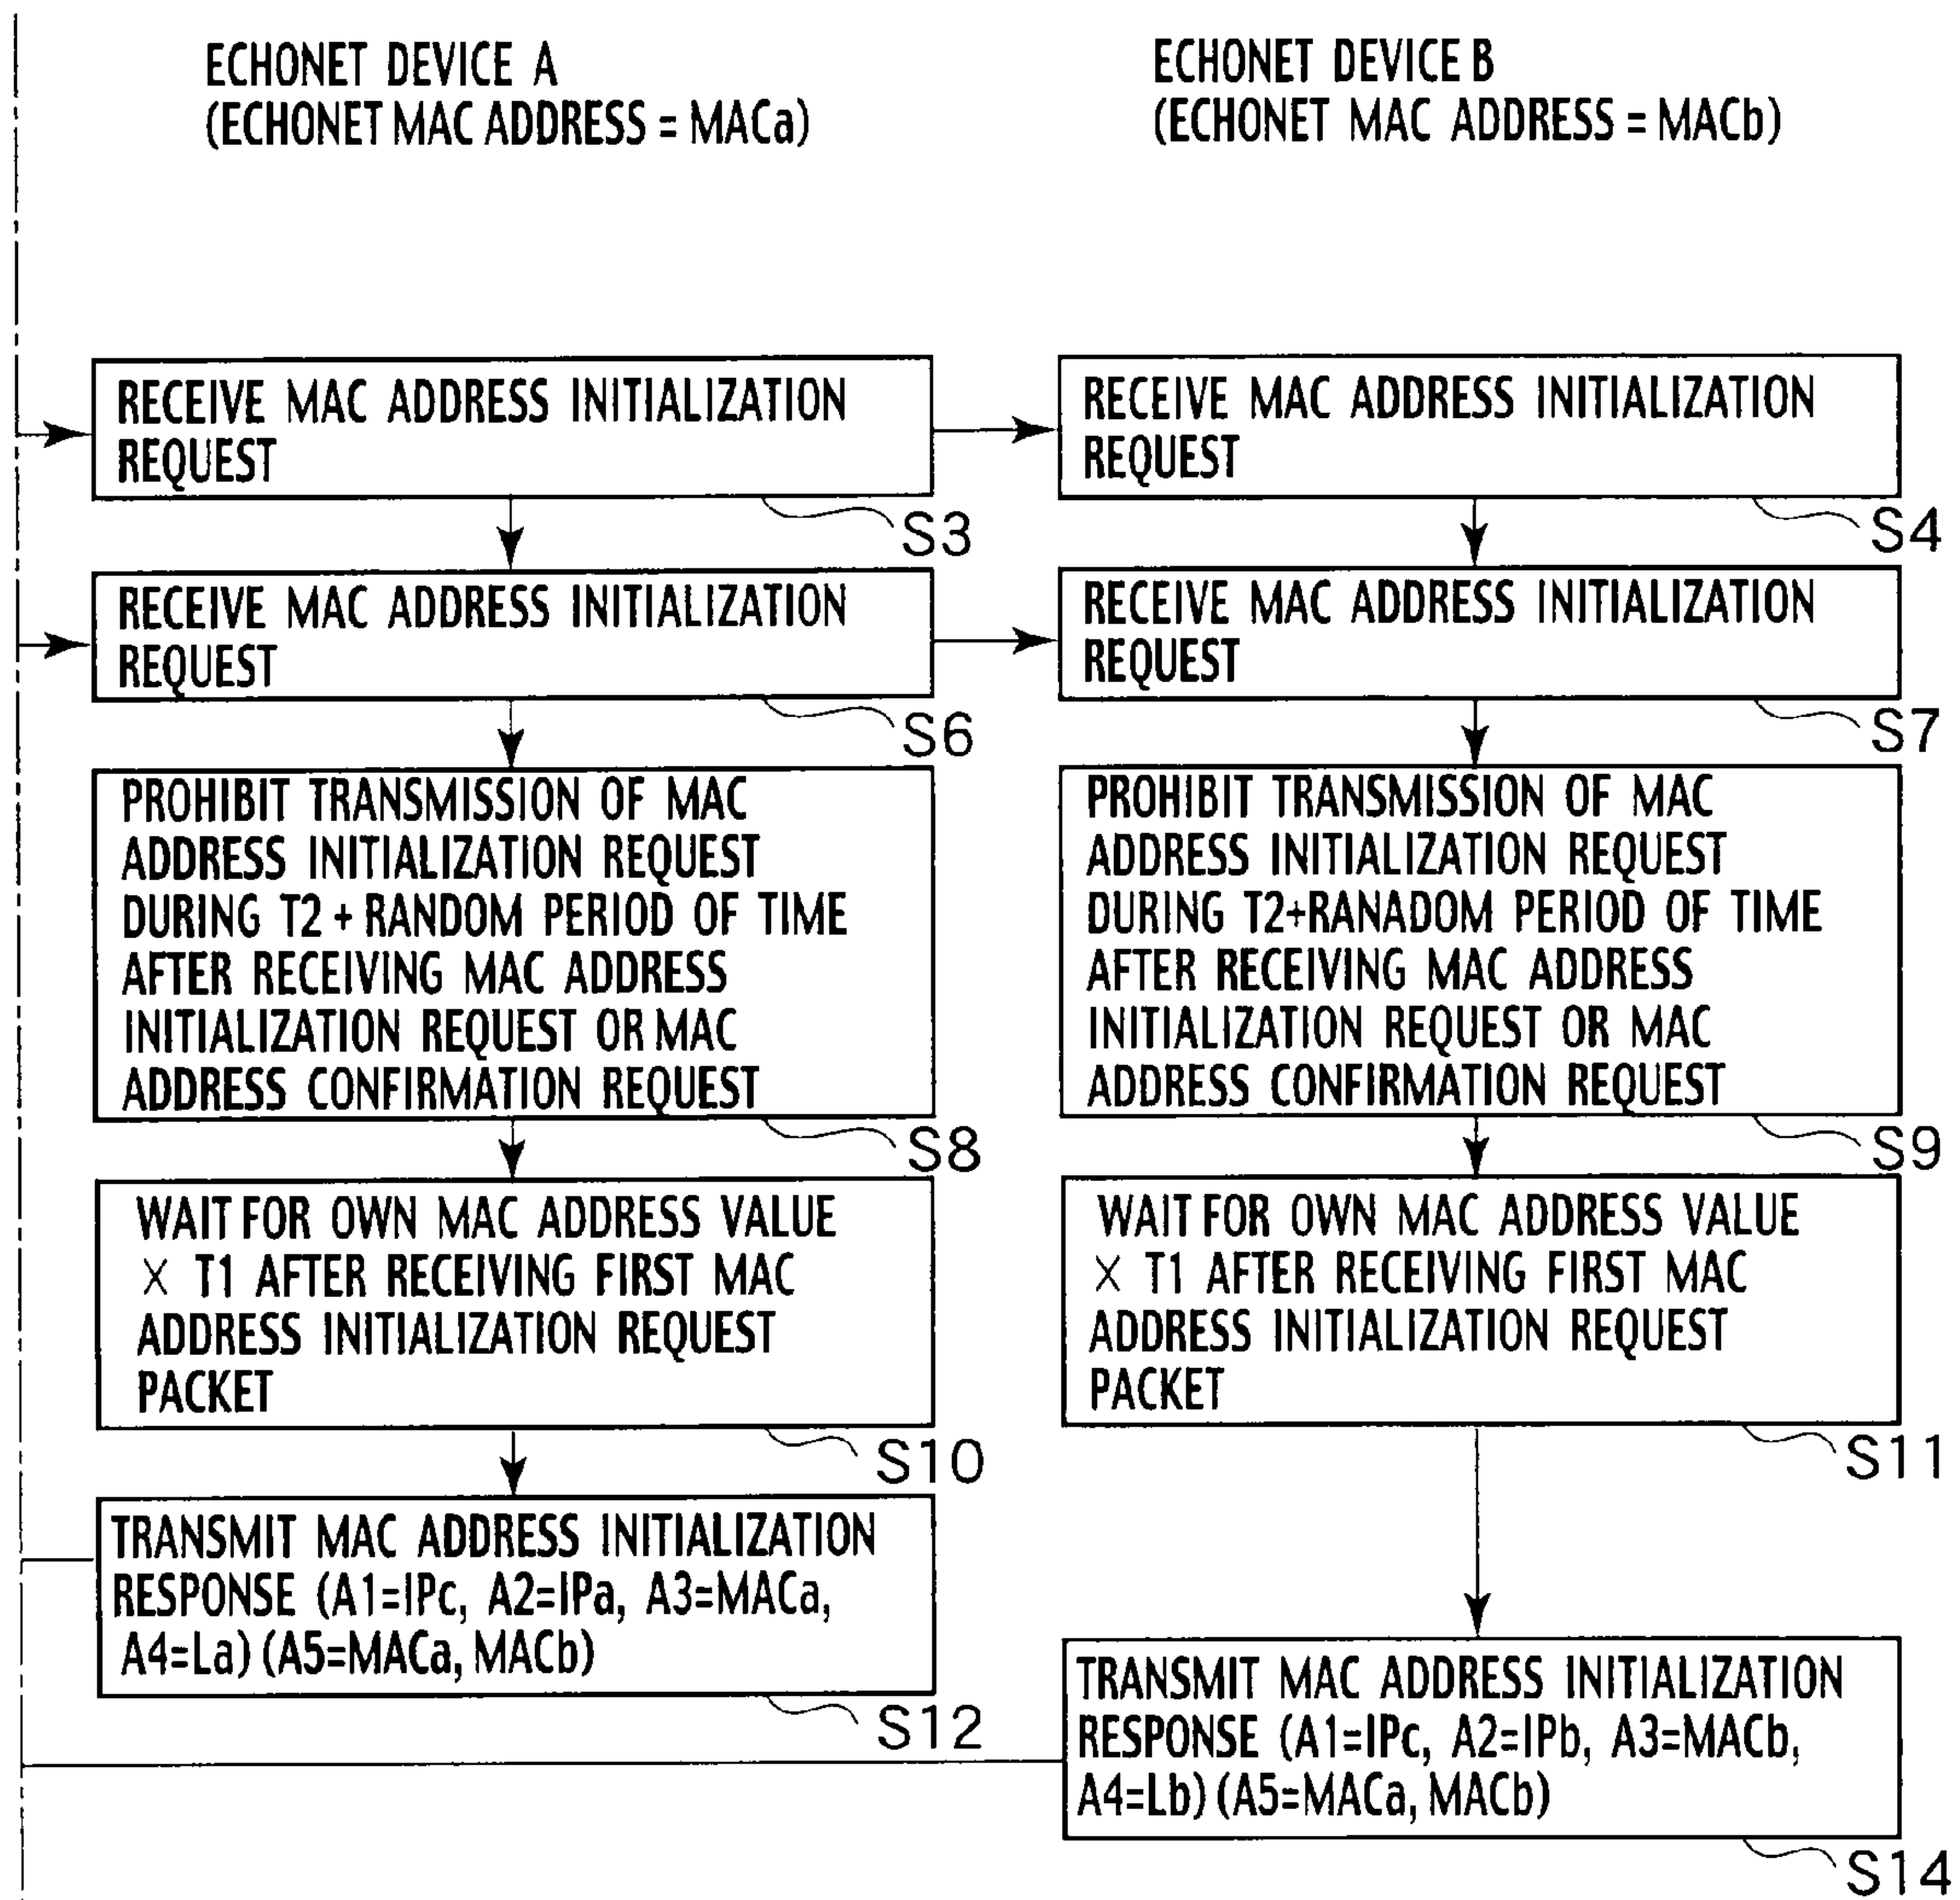 ECHONET DEVICE A
(ECHONET MAC ADDRESS = MACa)
ECHONET DEVICE B
(ECHONET MAC ADDRESS = MACb)
RECEIVE MAC ADDRESS INITIALIZATION
REQUEST
S3
RECEIVE MAC ADDRESS INITIALIZATION
REQUEST
S4
RECEIVE MAC ADDRESS INITIALIZATION
REQUEST
S6
RECEIVE MAC ADDRESS INITIALIZATION
REQUEST
S7
PROHIBIT TRANSMISSION OF MAC
ADDRESS INITIALIZATION REQUEST
DURING T2 + RANDOM PERIOD OF TIME
AFTER RECEIVING MAC ADDRESS
INITIALIZATION REQUEST OR MAC
ADDRESS CONFIRMATION REQUEST
S8
PROHIBIT TRANSMISSION OF MAC
ADDRESS INITIALIZATION REQUEST
DURING T2+RANADOM PERIOD OF TIME
AFTER RECEIVING MAC ADDRESS
INITIALIZATION REQUEST OR MAC
ADDRESS CONFIRMATION REQUEST
S9
WAIT FOR OWN MAC ADDRESS VALUE
× T1 AFTER RECEIVING FIRST MAC
ADDRESS INITIALIZATION REQUEST
PACKET
S10
WAIT FOR OWN MAC ADDRESS VALUE
× T1 AFTER RECEIVING FIRST MAC
ADDRESS INITIALIZATION REQUEST
PACKET
S11
TRANSMIT MAC ADDRESS INITIALIZATION
RESPONSE (A1=IPc, A2=IPa, A3=MACa,
A4=La) (A5=MACa, MACb)
S12
TRANSMIT MAC ADDRESS INITIALIZATION
RESPONSE (A1=IPc, A2=IPb, A3=MACb,
A4=Lb) (A5=MACa, MACb)
S14